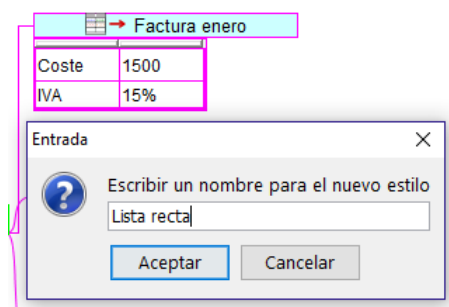 Factura enero
Coste 1500
IVA 15%
Entrada
Escribir un nombre para el nuevo estilo
Lista recta
Aceptar Cancelar